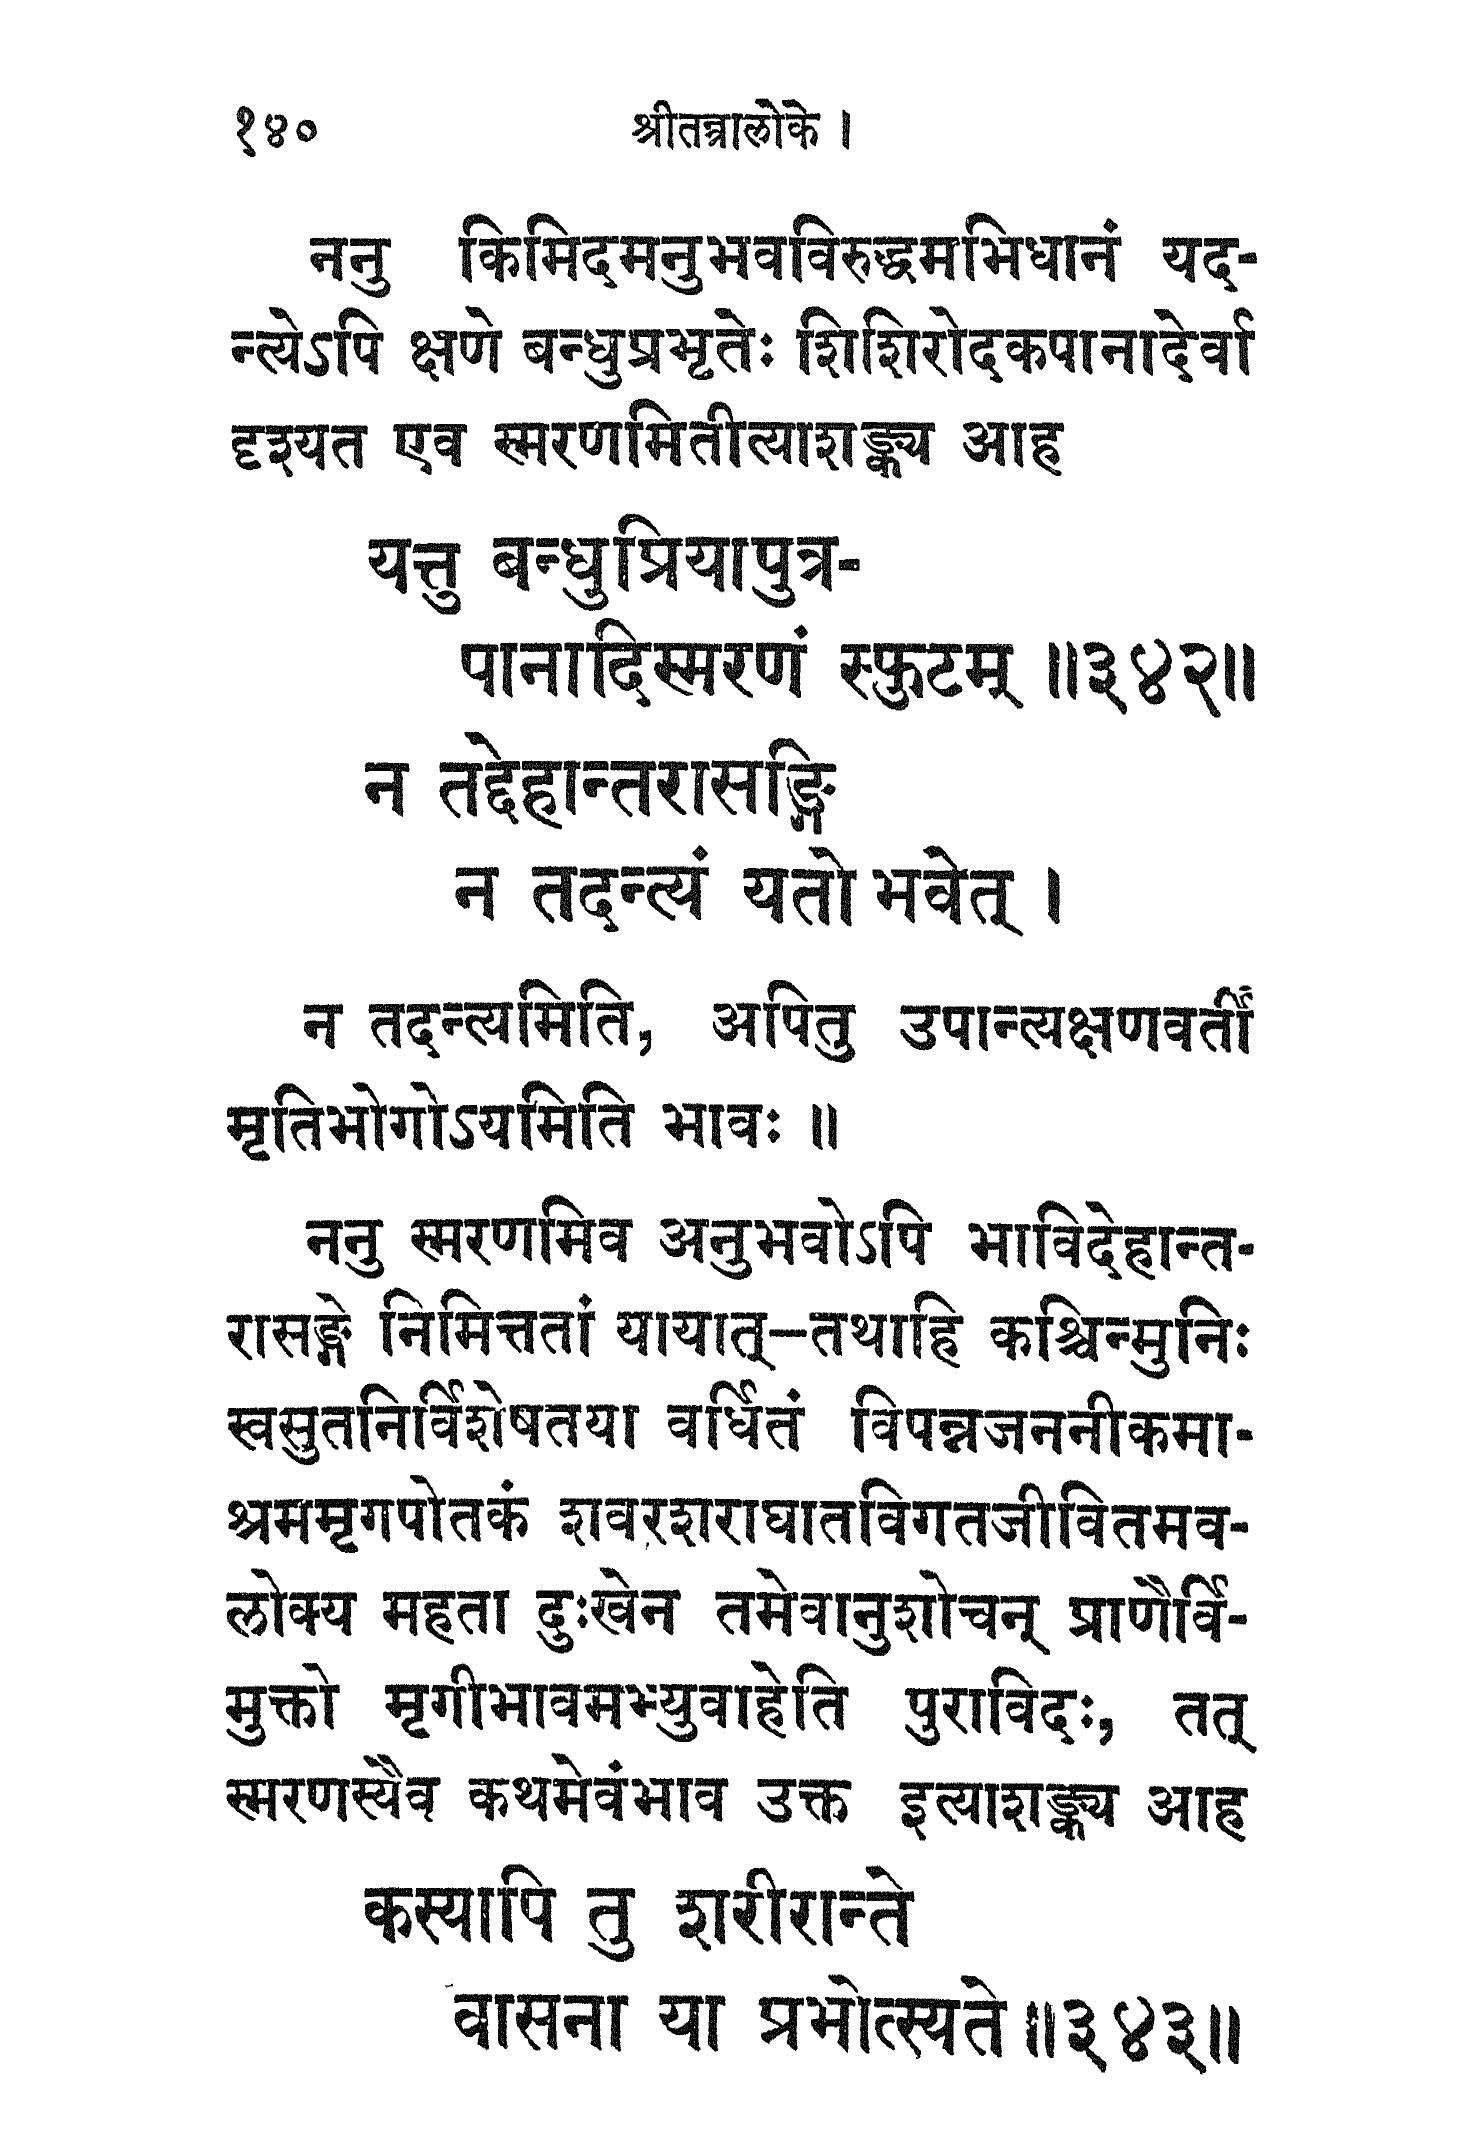 १४० श्रीतन्त्रालोके ।
ननु किमिदमनुभवविरुद्धमभिधानं यद-
न्त्येऽपि क्षणे बन्धुप्रभृतेः शिशिरोदकपानादेर्वा
दृश्यत एव स्मरणमितीत्याशङ्क्य आह
यत्तु बन्धुप्रियापुत्र-
पानादिस्मरणं स्फुटम् ॥३४२॥
न तद्देहान्तरासङ्गि
न तदन्त्यं यतो भवेत् ।
न तदन्त्यमिति, अपितु उपान्त्यक्षणवर्ती
मृतिभोगोऽयमिति भावः ॥
ननु स्मरणमिव अनुभवोऽपि भाविदेहान्त-
रासङ्गे निमित्ततां यायात्–तथाहि कश्चिन्मुनिः
स्वसुतनिर्विशेषतया वर्धितं विपन्नजननीकमा-
श्रममृगपोतकं शवरशराघातविगतजीवितमव-
लोक्य महता दुःखेन तमेवानुशोचन् प्राणैर्वि-
मुक्तो मृगीभावमभ्युवाहेति पुराविदः, तत्
स्मरणस्यैव कथमेवंभाव उक्त इत्याशङ्क्य आह
कस्यापि तु शरीरान्ते
वासना या प्रभोत्स्यते॥३४३॥